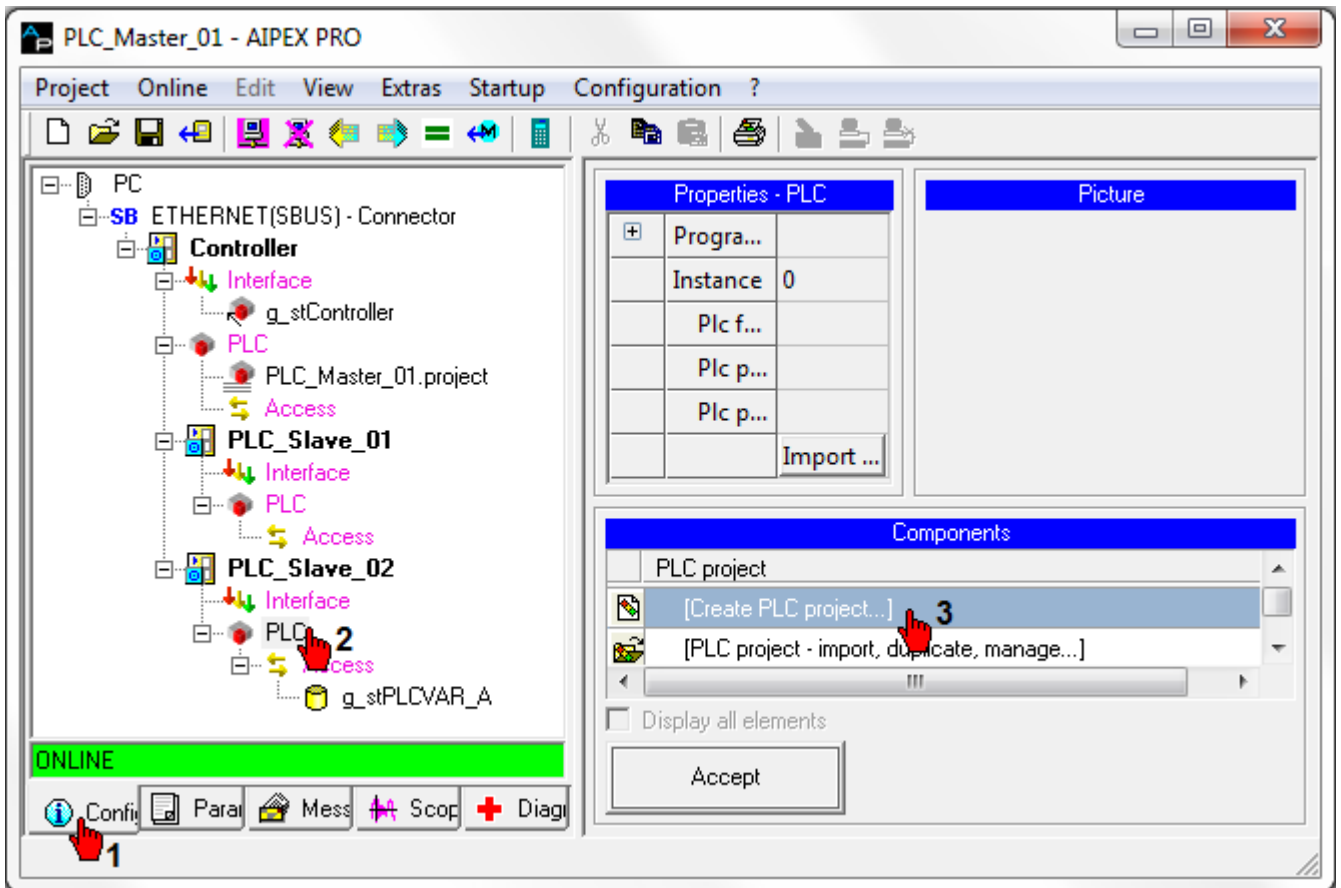 PLC_Master_01 - AIPEX PRO
Project Online Edit View Extras Startup Configuration ?
PC
SB ETHERNET(SBUS) - Connector
Controller
Interface
g_stController
PLC
PLC_Master_01.project
Access
PLC_Slave_01
Interface
PLC
Access
PLC_Slave_02
Interface
PLC 2
Access
g_stPLCVAR_A
ONLINE
Confi Para Mess Scop Diag
1
Properties - PLC
Progra...
Instance 0
Plc f...
Plc p...
Plc p...
Import ...
Picture
Components
PLC project
[Create PLC project...] 3
[PLC project - import, duplicate, manage...]
Display all elements
Accept